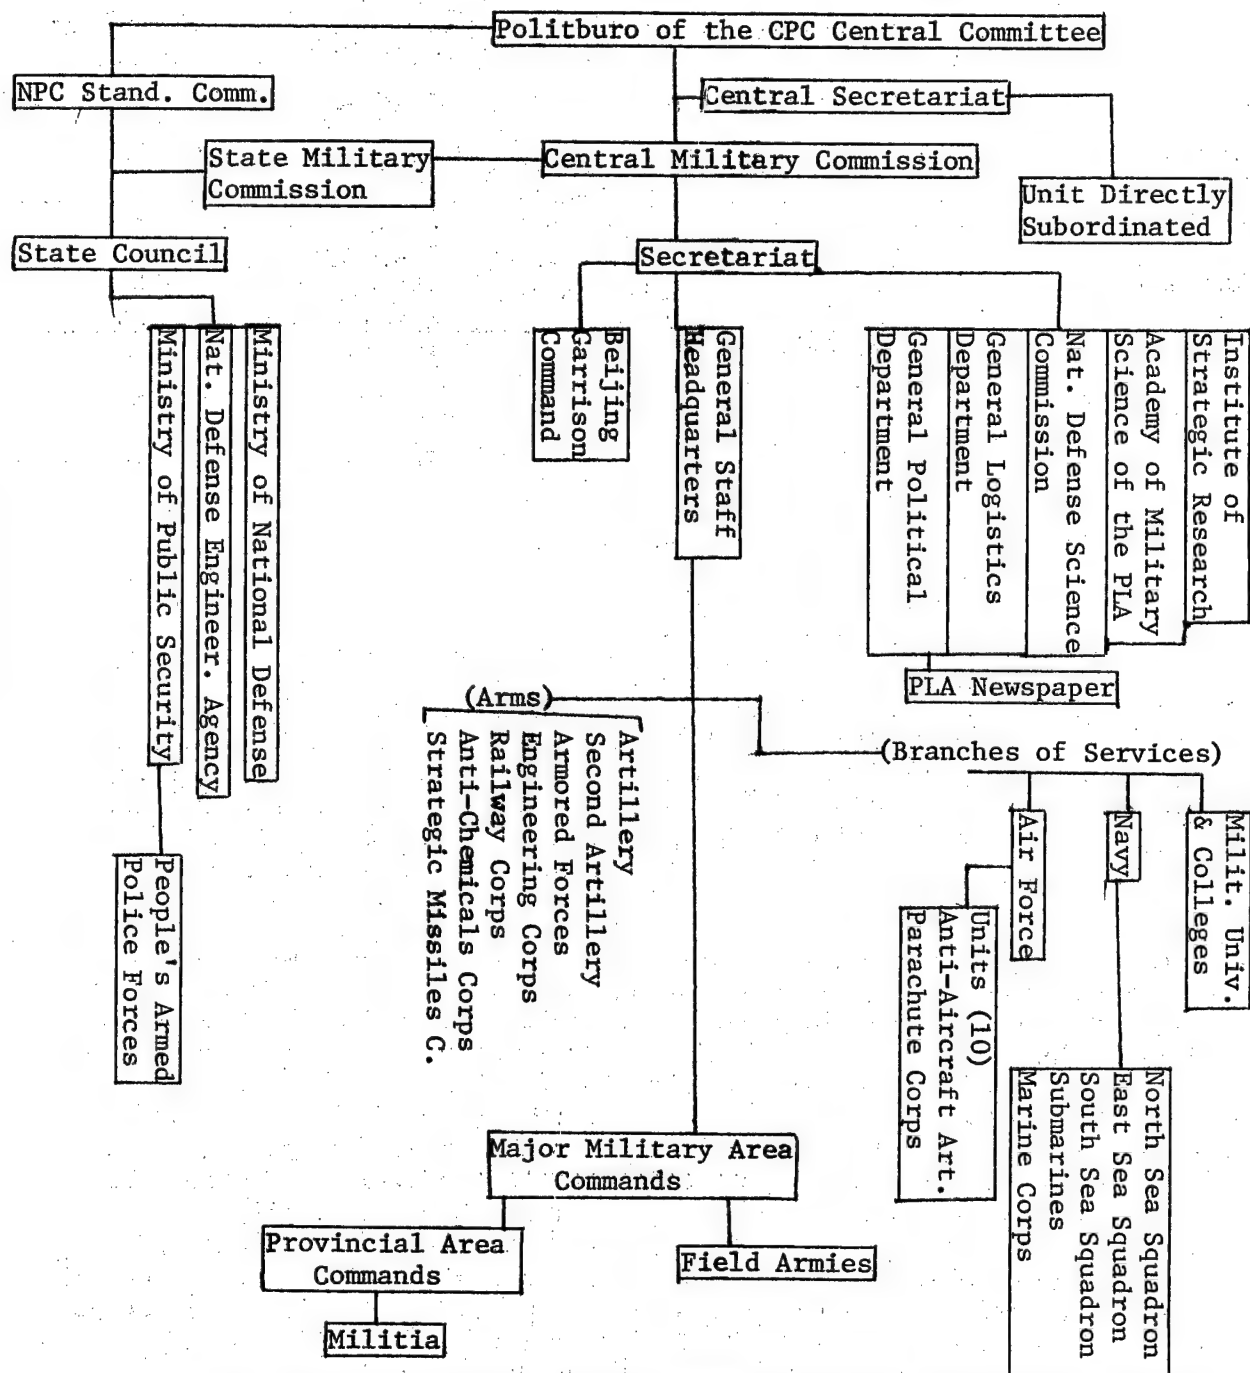 Politburo of the CPC Central Committee
NPC Stand. Comm.
Central Secretariat
State Military
Commission
Central Military Commission
Unit Directly
Subordinated
State Council
Secretariat
Ministry of National Defense
Nat. Defense Engineer. Agency
Ministry of Public Security
Beijing
Garrison
Command
General Staff
Headquarters
Institute of
Strategic Research
Academy of Military
Science of the PLA
Nat. Defense Science
Commission
General Logistics
Department
General Political
Department
PLA Newspaper
(Arms)
Artillery
Second Artillery
Armored Forces
Engineering Corps
Railway Corps
Anti-Chemicals Corps
Strategic Missiles C.
(Branches of Services)
Milit. Univ.
& Colleges
Navy
Air Force
People's Armed
Police Forces
Units (10)
Anti-Aircraft Art.
Parachute Corps
North Sea Squadron
East Sea Squadron
South Sea Squadron
Submarines
Marine Corps
Major Military Area
Commands
Provincial Area
Commands
Field Armies
Militia